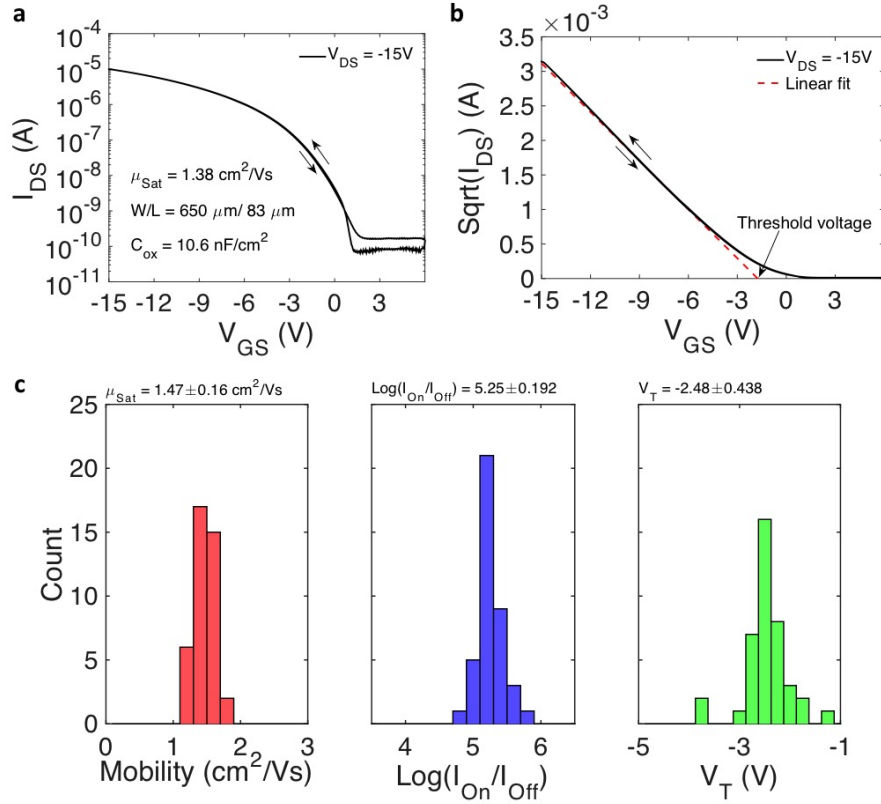 a
10^-4
10^-5
10^-6
10^-7
10^-8
10^-9
10^-10
10^-11
I_DS (A)
V_DS = -15V
μ_Sat = 1.38 cm^2/Vs
W/L = 650 μm/ 83 μm
C_ox = 10.6 nF/cm^2
-15 -12 -9 -6 -3 0 3
V_GS (V)
b
×10^-3
3.5
3
2.5
2
1.5
1
0.5
0
Sqrt(I_DS) (A)
V_DS = -15V
Linear fit
Threshold voltage
-15 -12 -9 -6 -3 0 3
V_GS (V)
c
μ_Sat = 1.47±0.16 cm^2/Vs
25
20
15
10
5
0
Count
0 1 2 3
Mobility (cm^2/Vs)
Log(I_On/I_Off) = 5.25±0.192
4 5 6
Log(I_On/I_Off)
V_T = -2.48±0.438
-5 -3 -1
V_T (V)